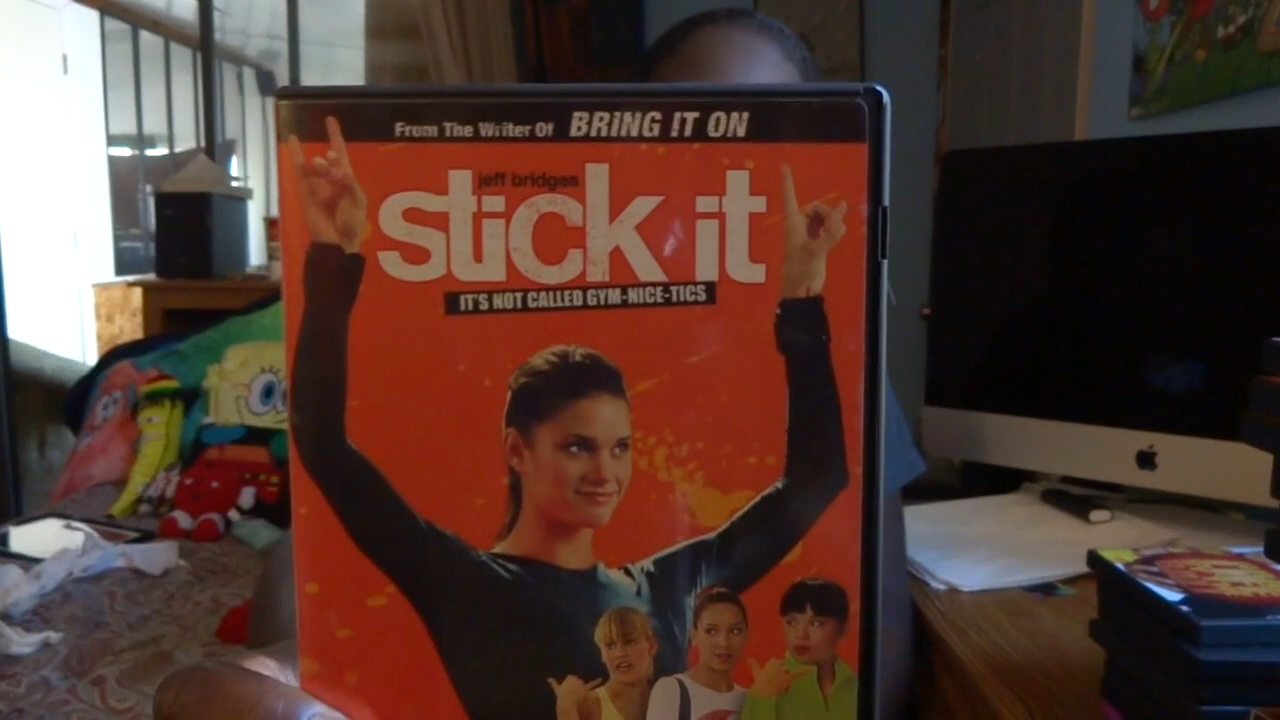 From The Writer Of BRING IT ON
jeff bridges
stick it
IT'S NOT CALLED GYM-NICE-TICS